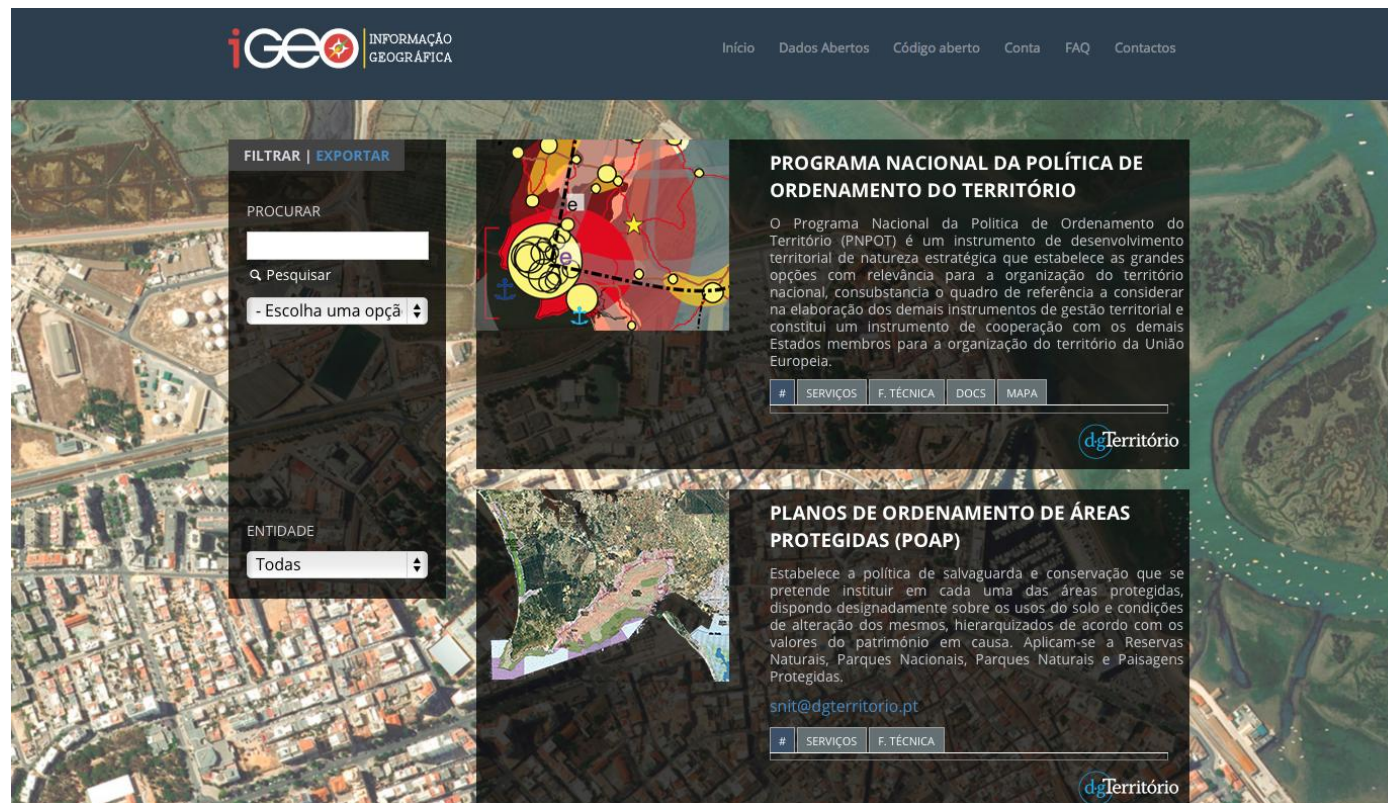 iGEO INFORMAÇÃO
GEOGRÁFICA
Início Dados Abertos Código aberto Conta FAQ Contactos
FILTRAR | EXPORTAR
PROCURAR
Pesquisar
- Escolha uma opçã
ENTIDADE
Todas
e
e
PROGRAMA NACIONAL DA POLÍTICA DE
ORDENAMENTO DO TERRITÓRIO
O Programa Nacional da Politica de Ordenamento do
Território (PNPOT) é um instrumento de desenvolvimento
territorial de natureza estratégica que estabelece as grandes
opções com relevância para a organização do território
nacional, consubstancia o quadro de referência a considerar
na elaboração dos demais instrumentos de gestão territorial e
constitui um instrumento de cooperação com os demais
Estados membros para a organização do território da União
Europeia.
# SERVIÇOS F. TÉCNICA DOCS MAPA
dgTerritório
PLANOS DE ORDENAMENTO DE ÁREAS
PROTEGIDAS (POAP)
Estabelece a política de salvaguarda e conservação que se
pretende instituir em cada uma das áreas protegidas,
dispondo designadamente sobre os usos do solo e condições
de alteração dos mesmos, hierarquizados de acordo com os
valores do património em causa. Aplicam-se a Reservas
Naturais, Parques Nacionais, Parques Naturais e Paisagens
Protegidas.
snit@dgterritorio.pt
# SERVIÇOS F. TÉCNICA
dgTerritório